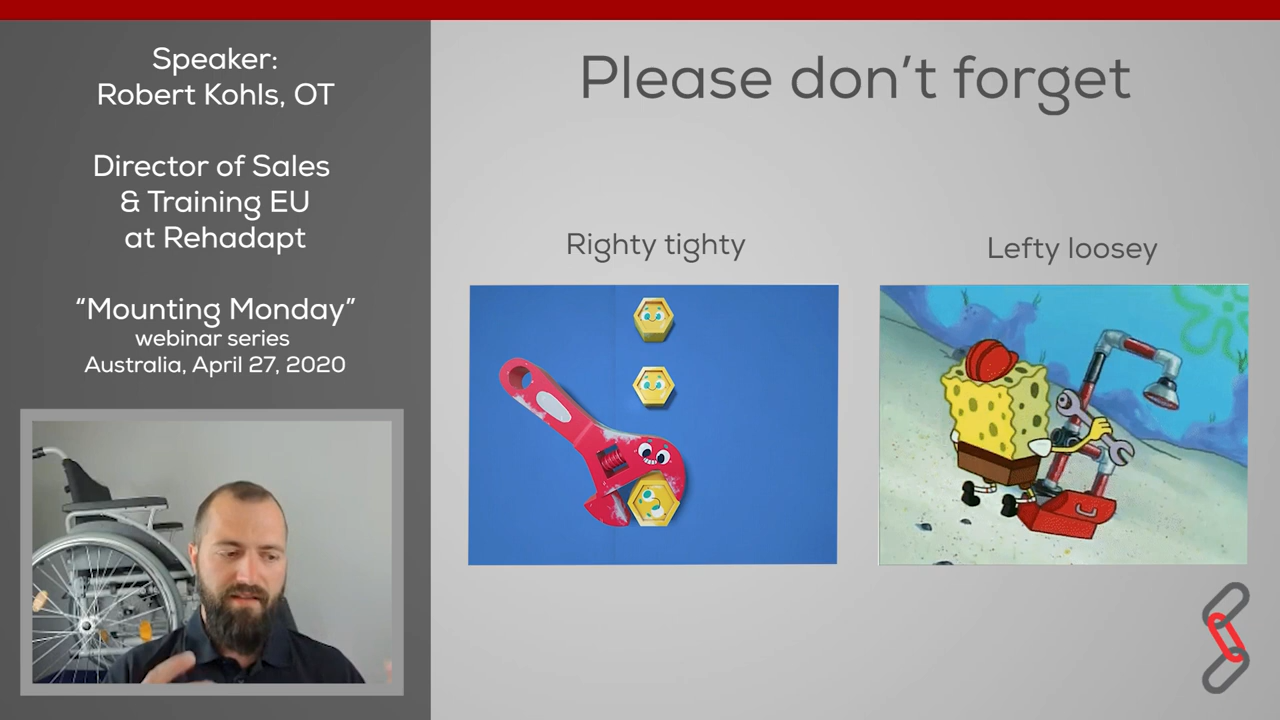 Speaker:
Robert Kohls, OT
Director of Sales
& Training EU
at Rehadapt
“Mounting Monday”
webinar series
Australia, April 27, 2020
Please don’t forget
Righty tighty
Lefty loosey